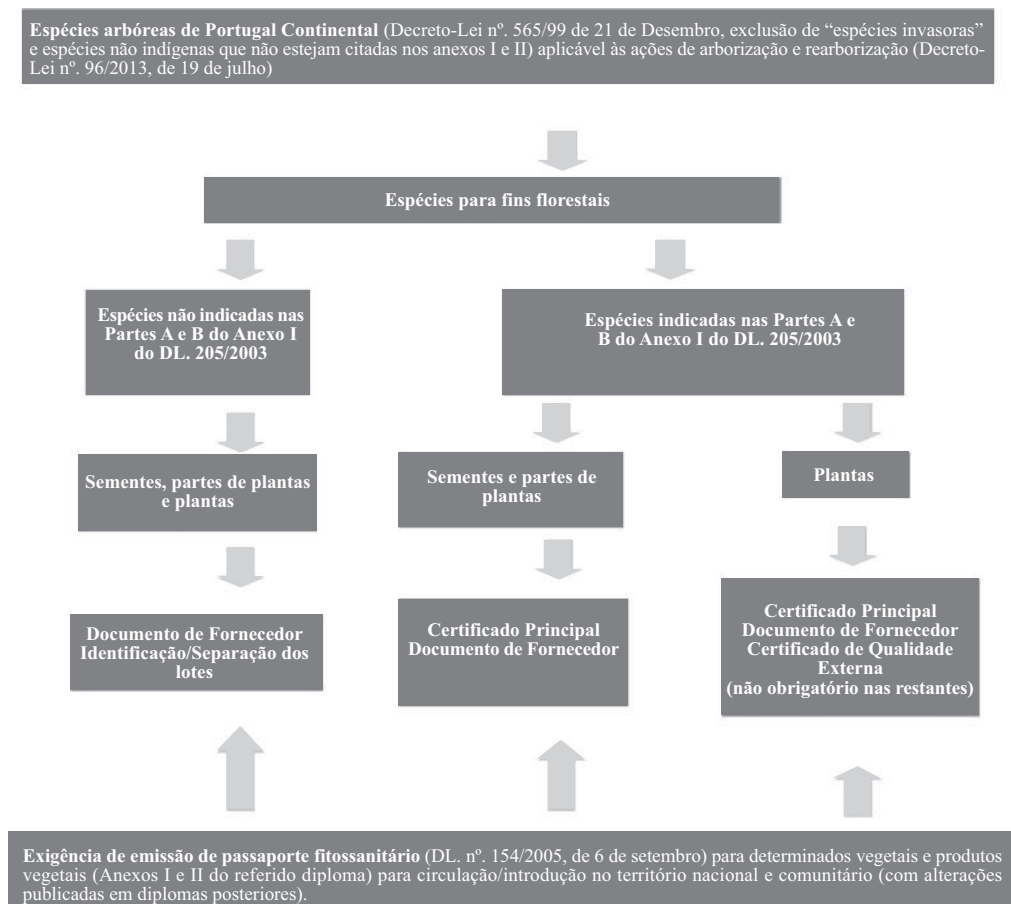 Espécies arbóreas de Portugal Continental (Decreto-Lei nº. 565/99 de 21 de Desembro, exclusão de “espécies invasoras”
e espécies não indígenas que não estejam citadas nos anexos I e II) aplicável às ações de arborização e rearborização (Decreto-
Lei nº. 96/2013, de 19 de julho)
Espécies para fins florestais
Espécies não indicadas nas
Partes A e B do Anexo I
do DL. 205/2003
Espécies indicadas nas Partes A e
B do Anexo I do DL. 205/2003
Sementes, partes de plantas
e plantas
Sementes e partes de
plantas
Plantas
Documento de Fornecedor
Identificação/Separação dos
lotes
Certificado Principal
Documento de Fornecedor
Certificado Principal
Documento de Fornecedor
Certificado de Qualidade
Externa
(não obrigatório nas restantes)
Exigência de emissão de passaporte fitossanitário (DL. nº. 154/2005, de 6 de setembro) para determinados vegetais e produtos
vegetais (Anexos I e II do referido diploma) para circulação/introdução no território nacional e comunitário (com alterações
publicadas em diplomas posteriores).